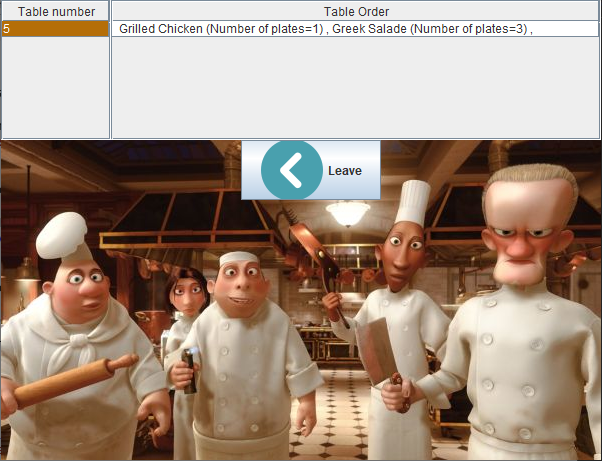 Table number Table Order
5 Grilled Chicken (Number of plates=1) , Greek Salade (Number of plates=3) ,
Leave